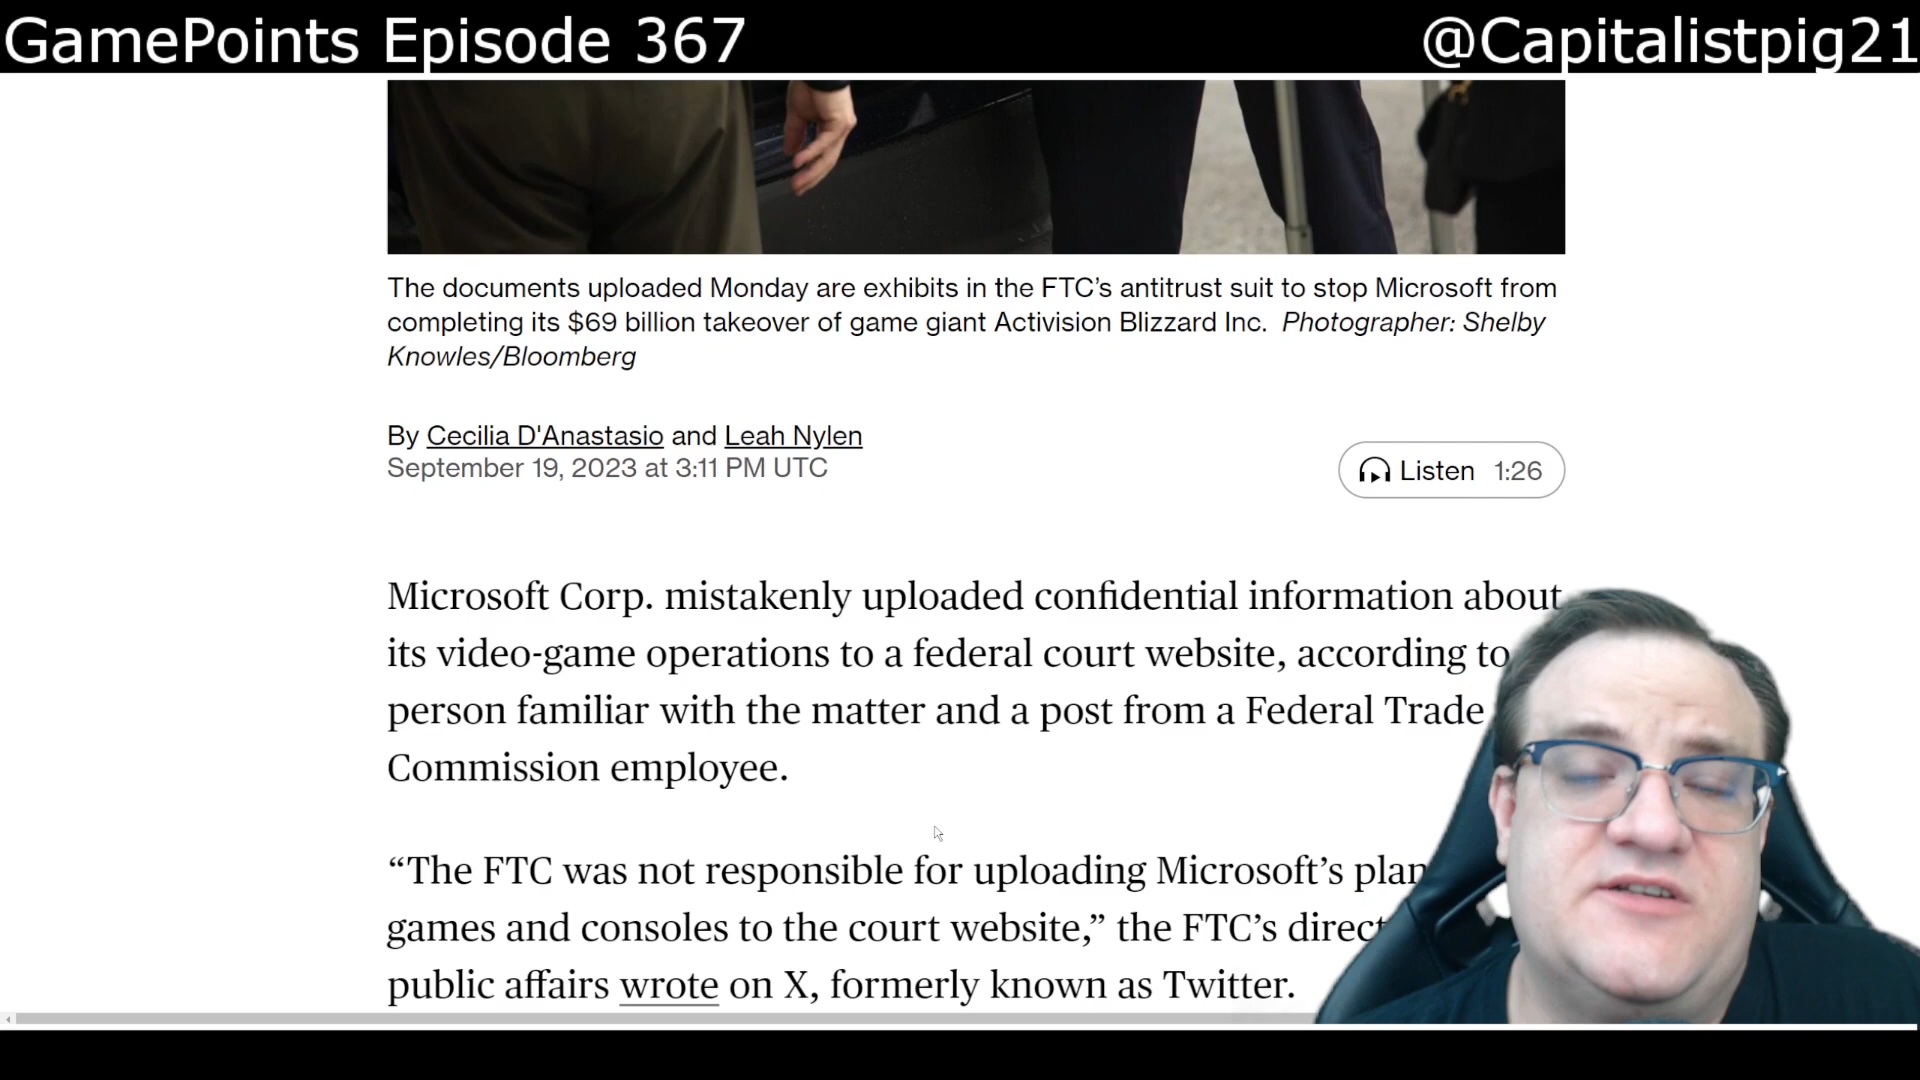 GamePoints Episode 367
@Capitalistpig21
The documents uploaded Monday are exhibits in the FTC’s antitrust suit to stop Microsoft from
completing its $69 billion takeover of game giant Activision Blizzard Inc. Photographer: Shelby
Knowles/Bloomberg
By Cecilia D'Anastasio and Leah Nylen
September 19, 2023 at 3:11 PM UTC
Listen 1:26
Microsoft Corp. mistakenly uploaded confidential information about
its video-game operations to a federal court website, according to
person familiar with the matter and a post from a Federal Trade
Commission employee.
“The FTC was not responsible for uploading Microsoft’s
games and consoles to the court website,” the FTC’s
public affairs wrote on X, formerly known as Twitter.